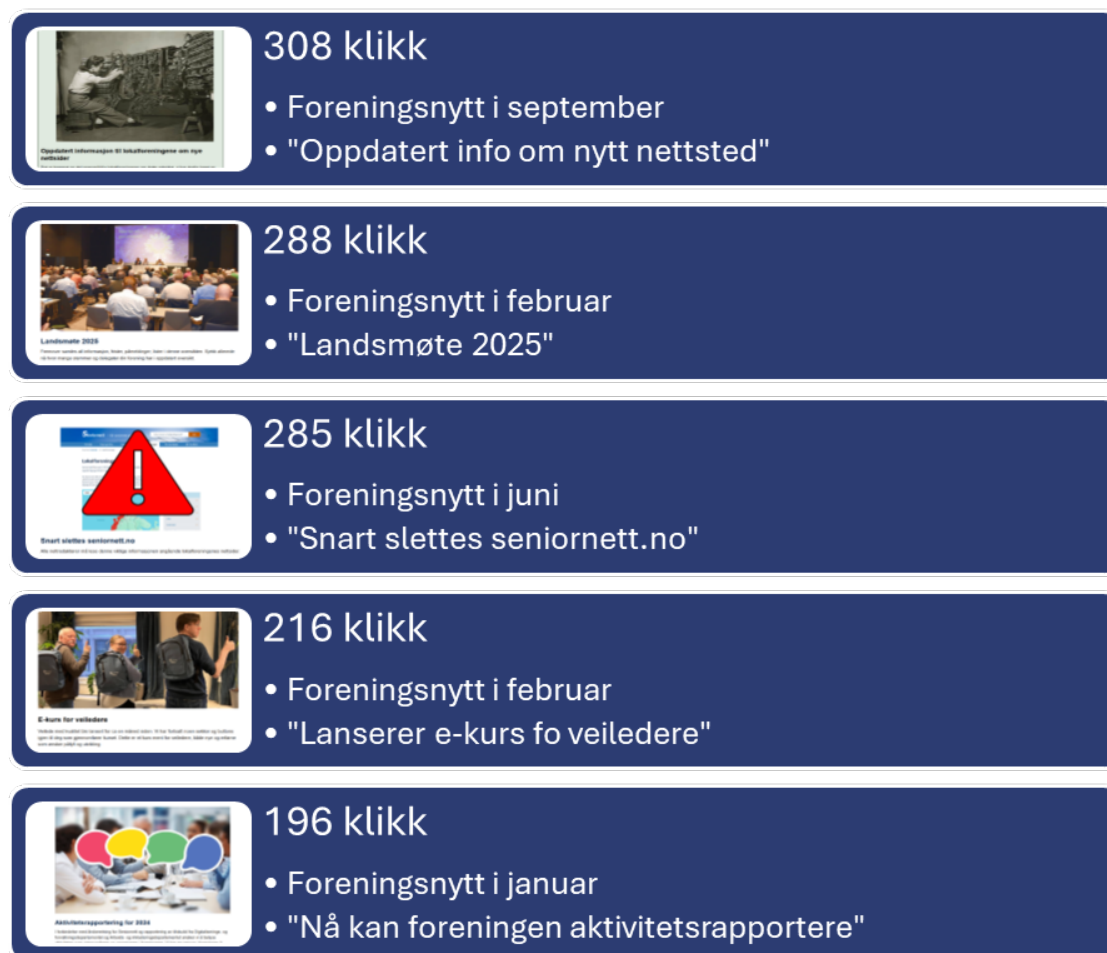 308 klikk
• Foreningsnytt i september
• "Oppdatert info om nytt nettsted"
Oppdatert informasjon til lokalforeningene om nye
nettsider
288 klikk
• Foreningsnytt i februar
• "Landsmøte 2025"
Landsmøte 2025
285 klikk
• Foreningsnytt i juni
• "Snart slettes seniornett.no"
Snart slettes seniornett.no
216 klikk
• Foreningsnytt i februar
• "Lanserer e-kurs fo veiledere"
E-kurs for veiledere
196 klikk
• Foreningsnytt i januar
• "Nå kan foreningen aktivitetsrapportere"
Aktivitetsrapportering for 2024